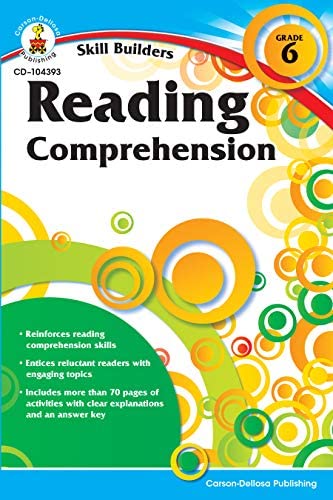 Carson-Dellosa
Publishing
CD-104393
Skill Builders
GRADE
6
Reading
Comprehension
•Reinforces reading
comprehension skills
•Entices reluctant readers with
engaging topics
•Includes more than 70 pages of
activities with clear explanations
and an answer key
Carson-Dellosa Publishing